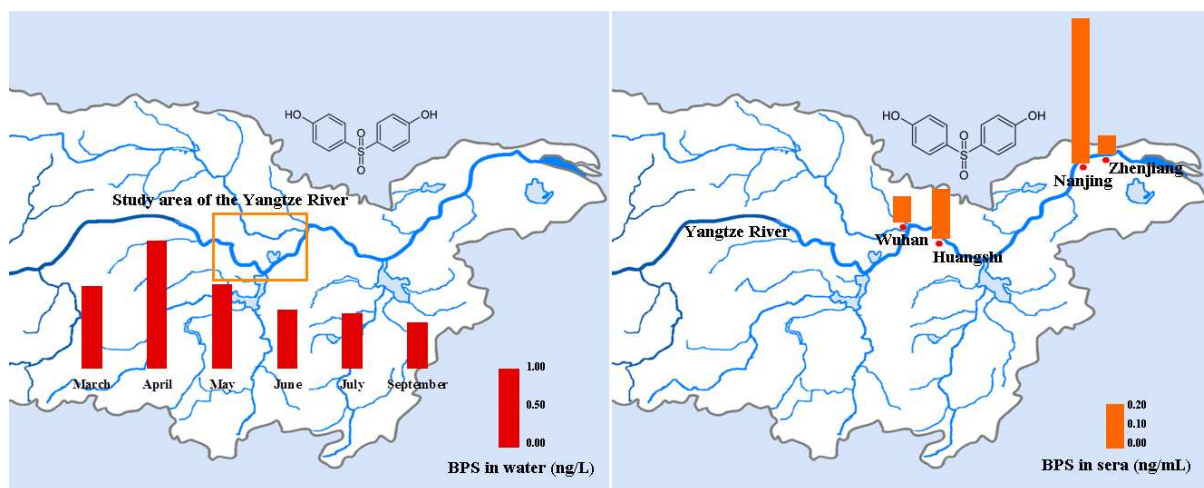 HO
OH
S
O
O
Study area of the Yangtze River
March
April
May
June
July
September
1.00
0.50
0.00
BPS in water (ng/L)
HO
OH
O
S
O
Nanjing
Zhenjiang
Yangtze River
Wuhan
Huangshi
0.20
0.10
0.00
BPS in sera (ng/mL)